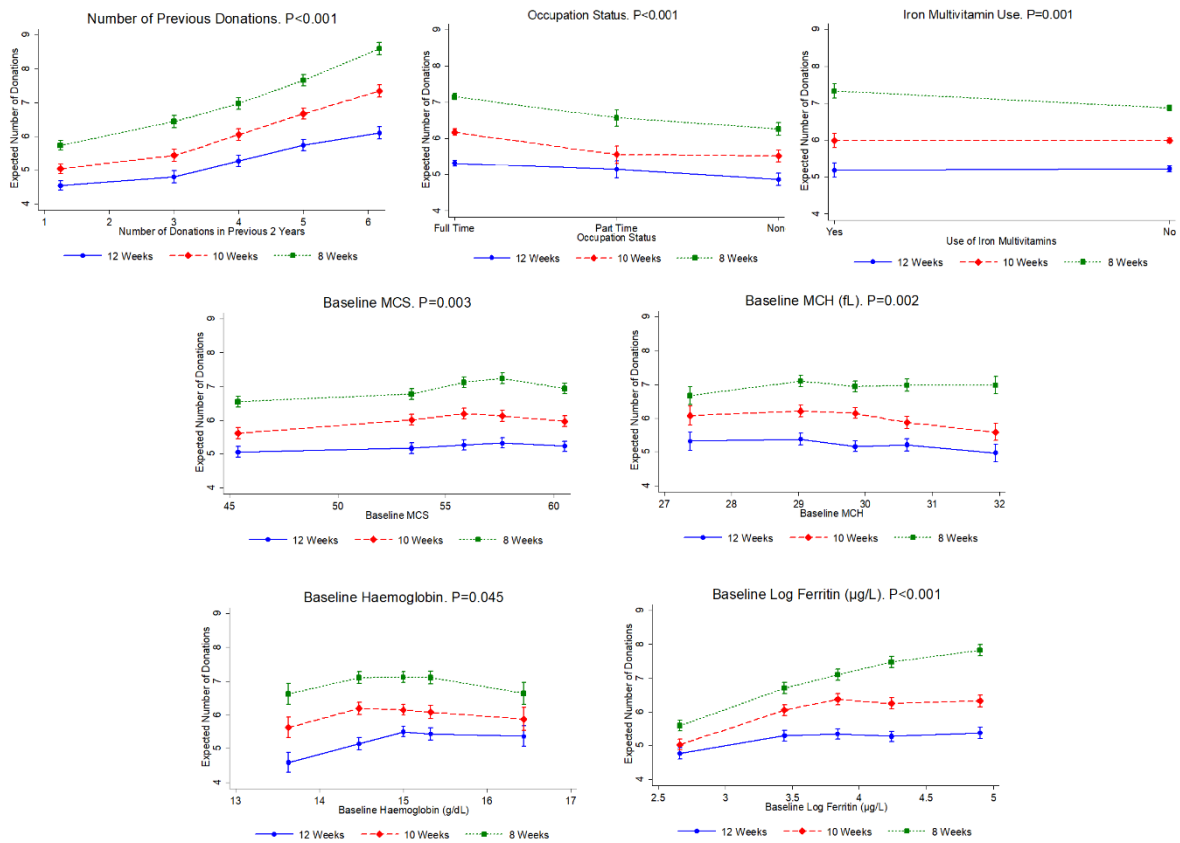 Number of Previous Donations. P<0.001
Expected Number of Donations
4 5 6 7 8 9
1 2 3 4 5 6
Number of Donations in Previous 2 Years
12 Weeks 10 Weeks 8 Weeks
Occupation Status. P<0.001
Expected Number of Donations
4 5 6 7 8 9
Full Time Part Time Non
Occupation Status
12 Weeks 10 Weeks 8 Weeks
Iron Multivitamin Use. P=0.001
Expected Number of Donations
4 5 6 7 8 9
Yes No
Use of Iron Multivitamins
12 Weeks 10 Weeks 8 Weeks
Baseline MCS. P=0.003
Expected Number of Donations
4 5 6 7 8 9
45 50 55 60
Baseline MCS
12 Weeks 10 Weeks 8 Weeks
Baseline MCH (fL). P=0.002
Expected Number of Donations
4 5 6 7 8 9
27 28 29 30 31 32
Baseline MCH
12 Weeks 10 Weeks 8 Weeks
Baseline Haemoglobin. P=0.045
Expected Number of Donations
4 5 6 7 8 9
13 14 15 16 17
Baseline Haemoglobin (g/dL)
12 Weeks 10 Weeks 8 Weeks
Baseline Log Ferritin (µg/L). P<0.001
Expected Number of Donations
4 5 6 7 8 9
2.5 3 3.5 4 4.5 5
Baseline Log Ferritin (µg/L)
12 Weeks 10 Weeks 8 Weeks